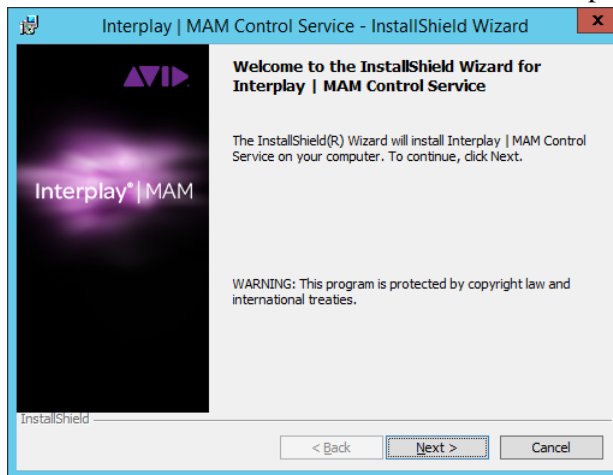 Interplay | MAM Control Service - InstallShield Wizard
x
AVID
Welcome to the InstallShield Wizard for
Interplay | MAM Control Service
The InstallShield(R) Wizard will install Interplay | MAM Control
Service on your computer. To continue, click Next.
Interplay® | MAM
WARNING: This program is protected by copyright law and
international treaties.
InstallShield
< Back
Next >
Cancel